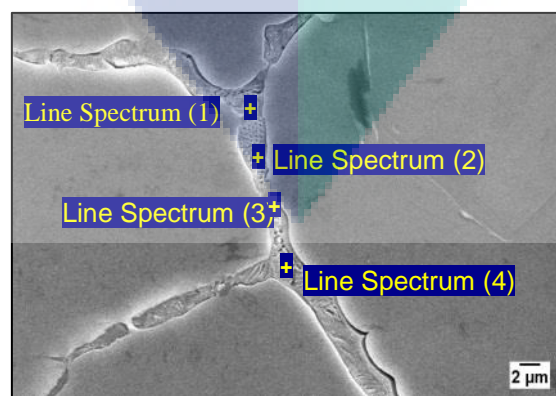 Line Spectrum (1)
Line Spectrum (2)
Line Spectrum (3)
Line Spectrum (4)
2 µm